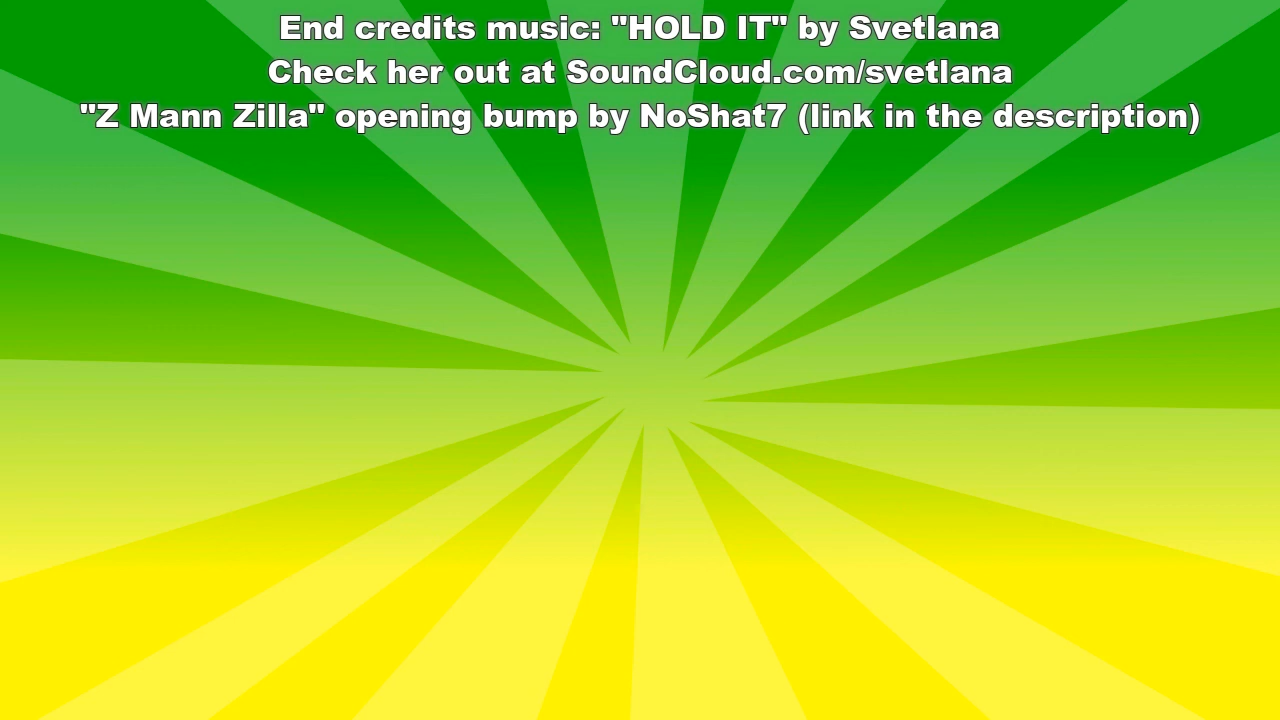 End credits music: "HOLD IT" by Svetlana
Check her out at SoundCloud.com/svetlana
"Z Mann Zilla" opening bump by NoShat7 (link in the description)